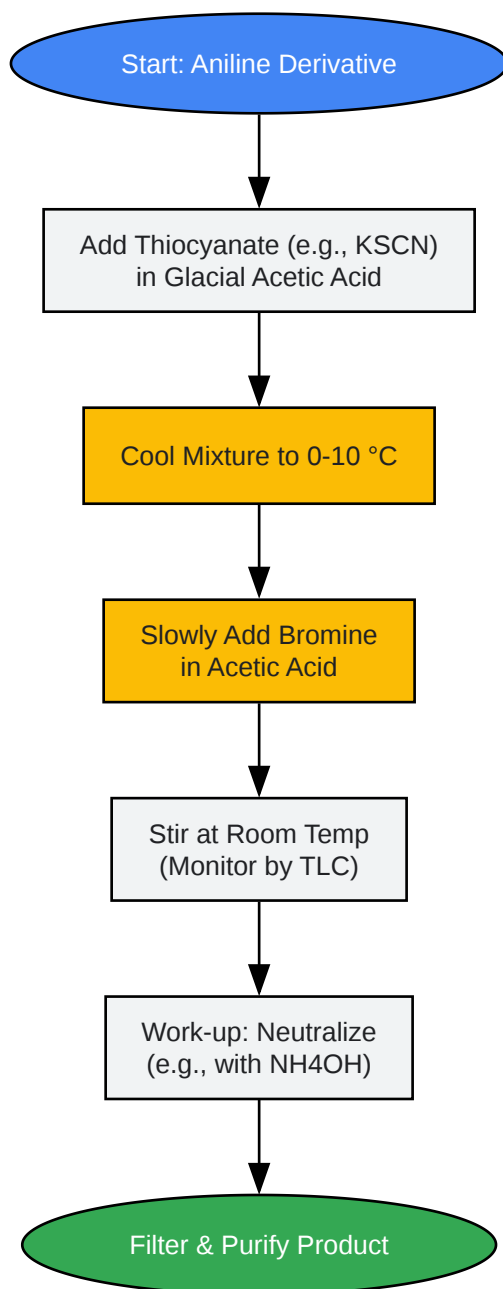 Start: Aniline Derivative
Add Thiocyanate (e.g., KSCN)
in Glacial Acetic Acid
Cool Mixture to 0-10 °C
Slowly Add Bromine
in Acetic Acid
Stir at Room Temp
(Monitor by TLC)
Work-up: Neutralize
(e.g., with NH4OH)
Filter & Purify Product